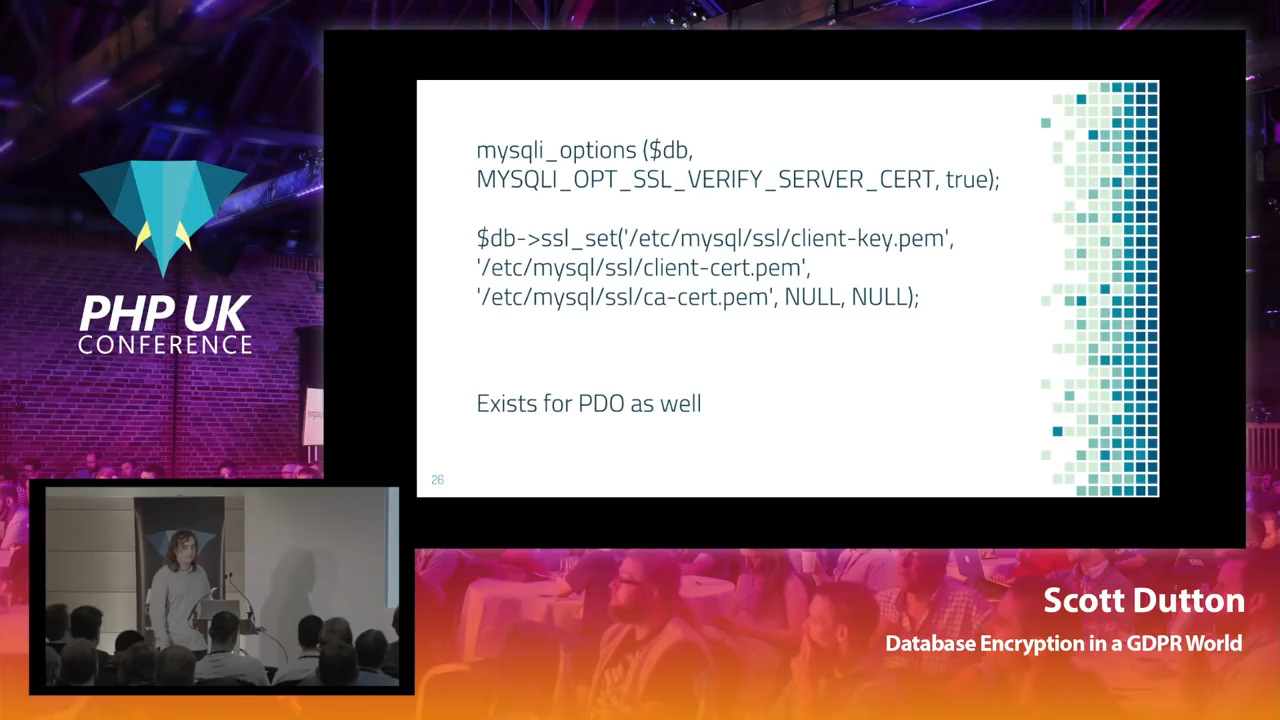 PHP UK
CONFERENCE
mysqli_options ($db,
MYSQLI_OPT_SSL_VERIFY_SERVER_CERT, true);
$db->ssl_set('/etc/mysql/ssl/client-key.pem',
'/etc/mysql/ssl/client-cert.pem',
'/etc/mysql/ssl/ca-cert.pem', NULL, NULL);
Exists for PDO as well
26
Scott Dutton
Database Encryption in a GDPR World